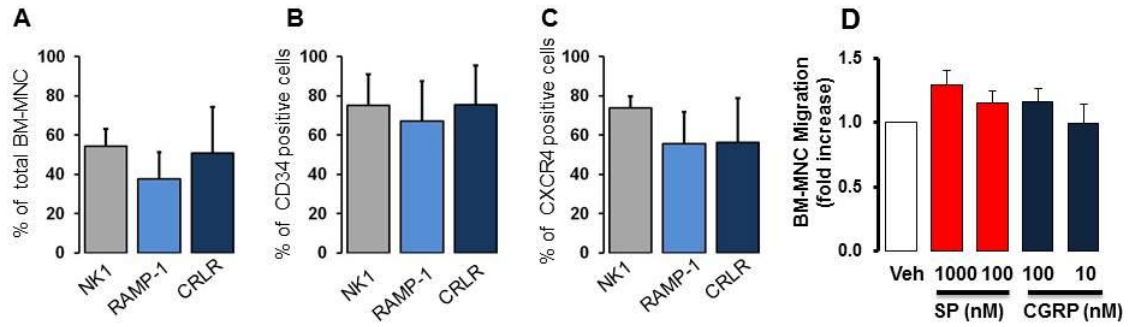 A
% of total BM-MNC
100
80
60
40
20
0
NK1
RAMP-1
CRLR
B
% of CD34 positive cells
100
80
60
40
20
0
NK1
RAMP-1
CRLR
C
% of CXCR4 positive cells
100
80
60
40
20
0
NK1
RAMP-1
CRLR
D
BM-MNC Migration
(fold increase)
1.5
1.0
0.5
0.0
Veh 1000 100 100 10
SP (nM) CGRP (nM)